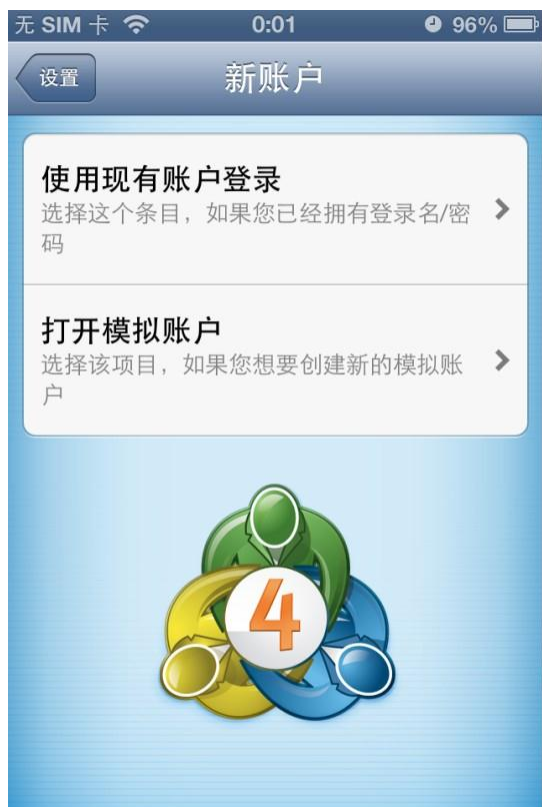 无 SIM 卡 0:01 96%
设置 新账户
使用现有账户登录
选择这个条目，如果您已经拥有登录名/密
码
打开模拟账户
选择该项目，如果您想要创建新的模拟账
户
4